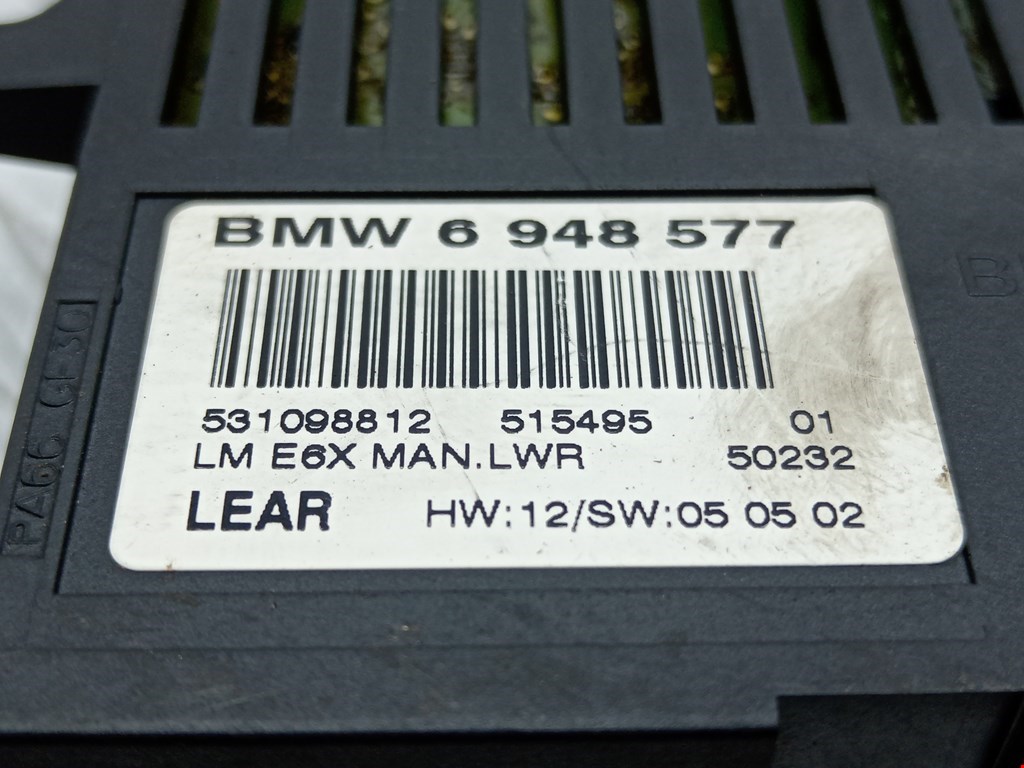 BMW 6 948 577
531098812 515495 01
LM E6X MAN.LWR 50232
LEAR HW:12/SW:05 05 02
PA66 GF30